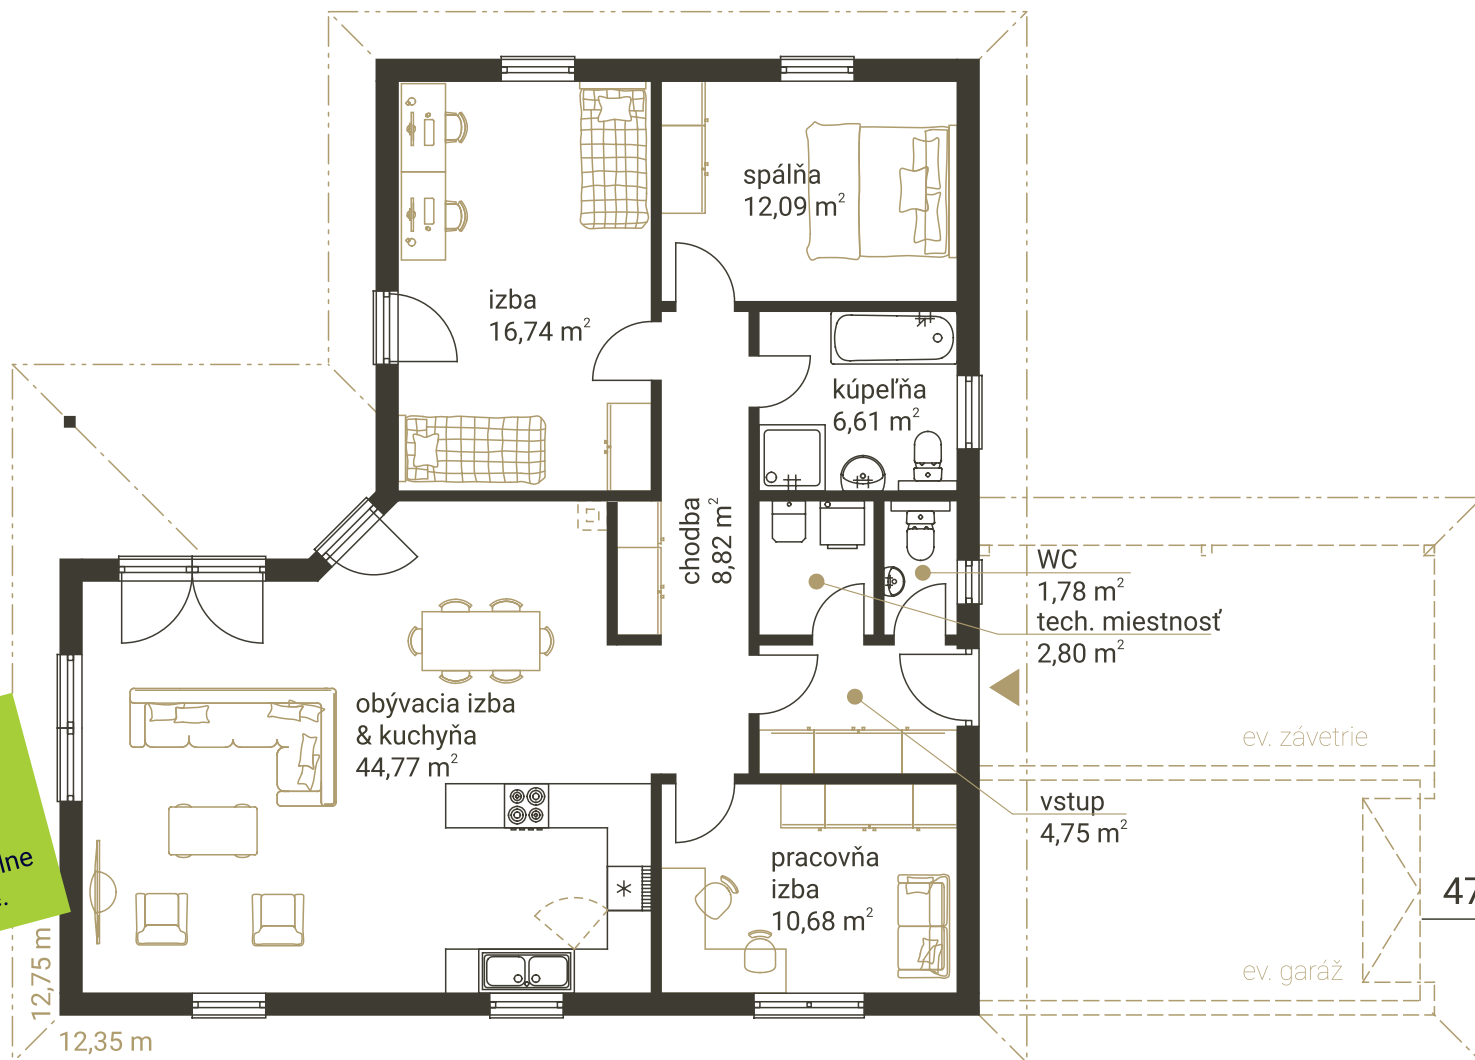 spálňa
12,09 m²
izba
16,74 m²
kúpeľňa
6,61 m²
chodba
8,82 m²
WC
1,78 m²
tech. miestnosť
2,80 m²
obývacia izba
& kuchyňa
44,77 m²
ev. závetrie
vstup
4,75 m²
pracovňa
izba
10,68 m²
47
ev. garáž
12,75 m
12,35 m